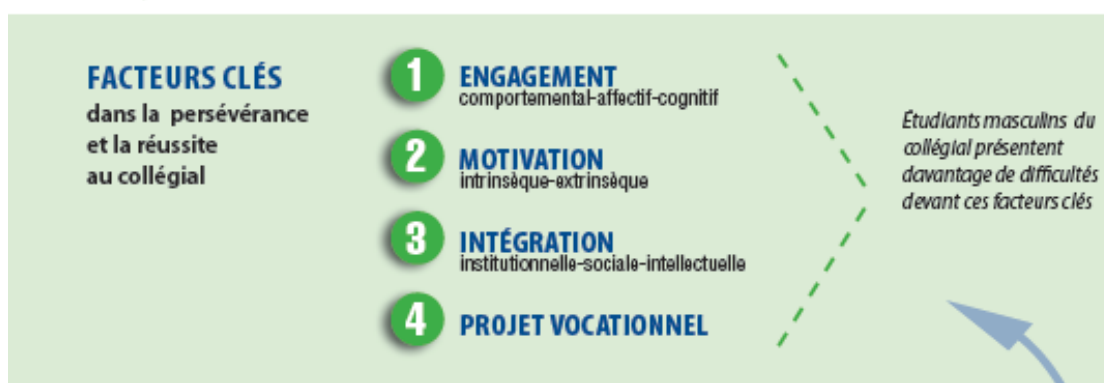 FACTEURS CLÉS
dans la persévérance
et la réussite
au collégial
1 ENGAGEMENT
comportemental-affectif-cognitif
2 MOTIVATION
intrinsèque-extrinsèque
3 INTÉGRATION
institutionnelle-sociale-intellectuelle
4 PROJET VOCATIONNEL
Étudiants masculins du
collégial présentent
davantage de difficultés
devant ces facteurs clés